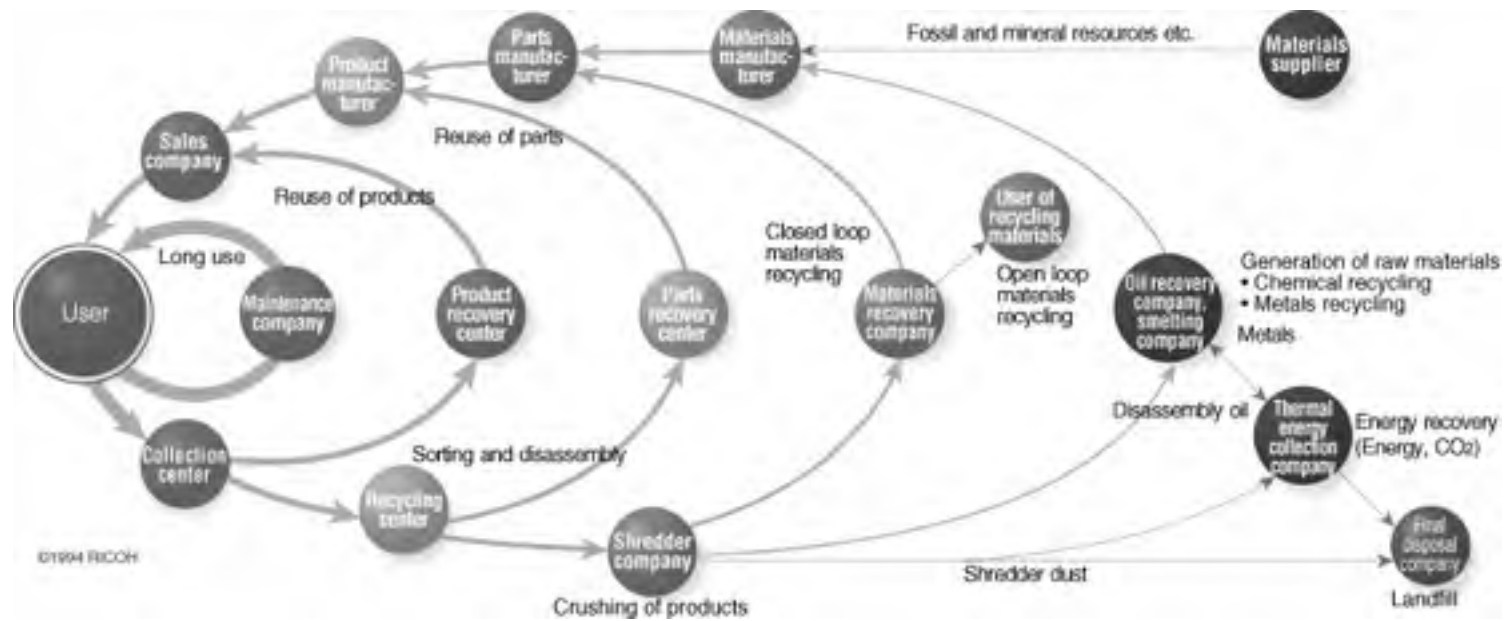 Fossil and mineral resources etc.
Materials
supplier
Materials
manufac-
turer
Parts
manufac-
turer
Product
manufac-
turer
Sales
company
Reuse of parts
Reuse of products
Long use
User
Maintenance
company
Product
recovery
center
Parts
recovery
center
Closed loop
materials
recycling
Materials
recovery
company
User of
recycling
materials
Open loop
materials
recycling
Oil recovery
company,
smelting
company
Generation of raw materials
• Chemical recycling
• Metals recycling
Metals
Disassembly oil
Thermal
energy
collection
company
Energy recovery
(Energy, CO2)
Collection
center
Sorting and disassembly
Recycling
center
Shredder
company
Crushing of products
Shredder dust
Final
disposal
company
Landfill
©1994 RICOH